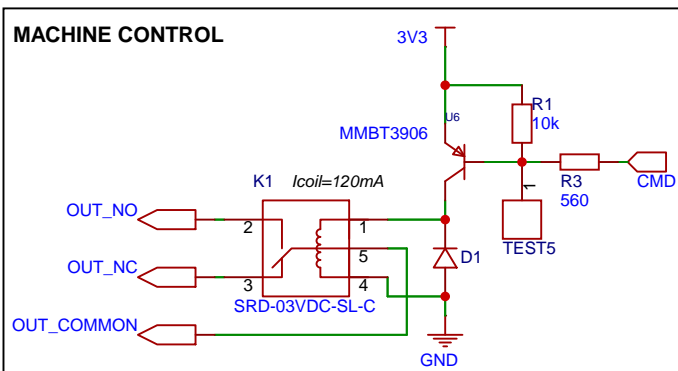 MACHINE CONTROL
3V3
R1
10k
U6
MMBT3906
K1 Icoil=120mA
R3
560
CMD
1
TEST5
OUT_NO
2
1
5
OUT_NC
3
4
D1
SRD-03VDC-SL-C
OUT_COMMON
GND